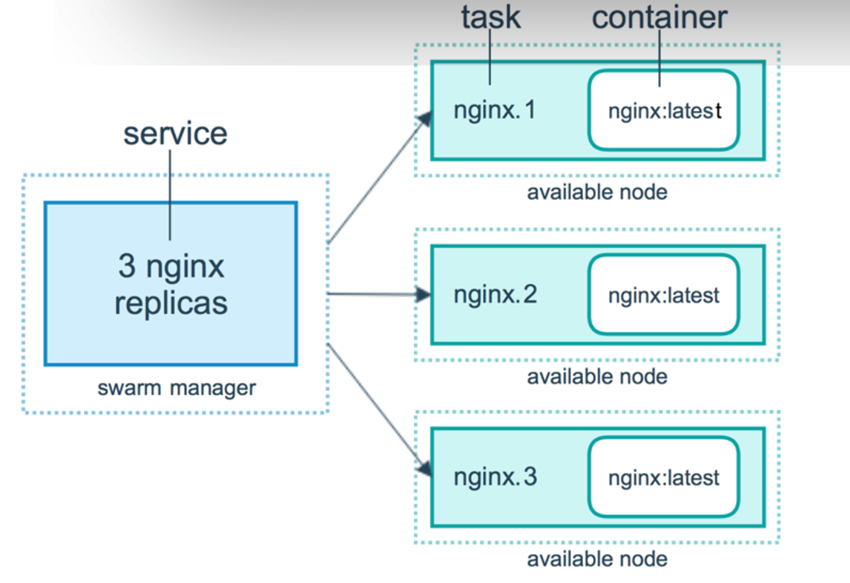 task
container
nginx.1
nginx:latest
available node
service
3 nginx
replicas
swarm manager
nginx.2
nginx:latest
available node
nginx.3
nginx:latest
available node